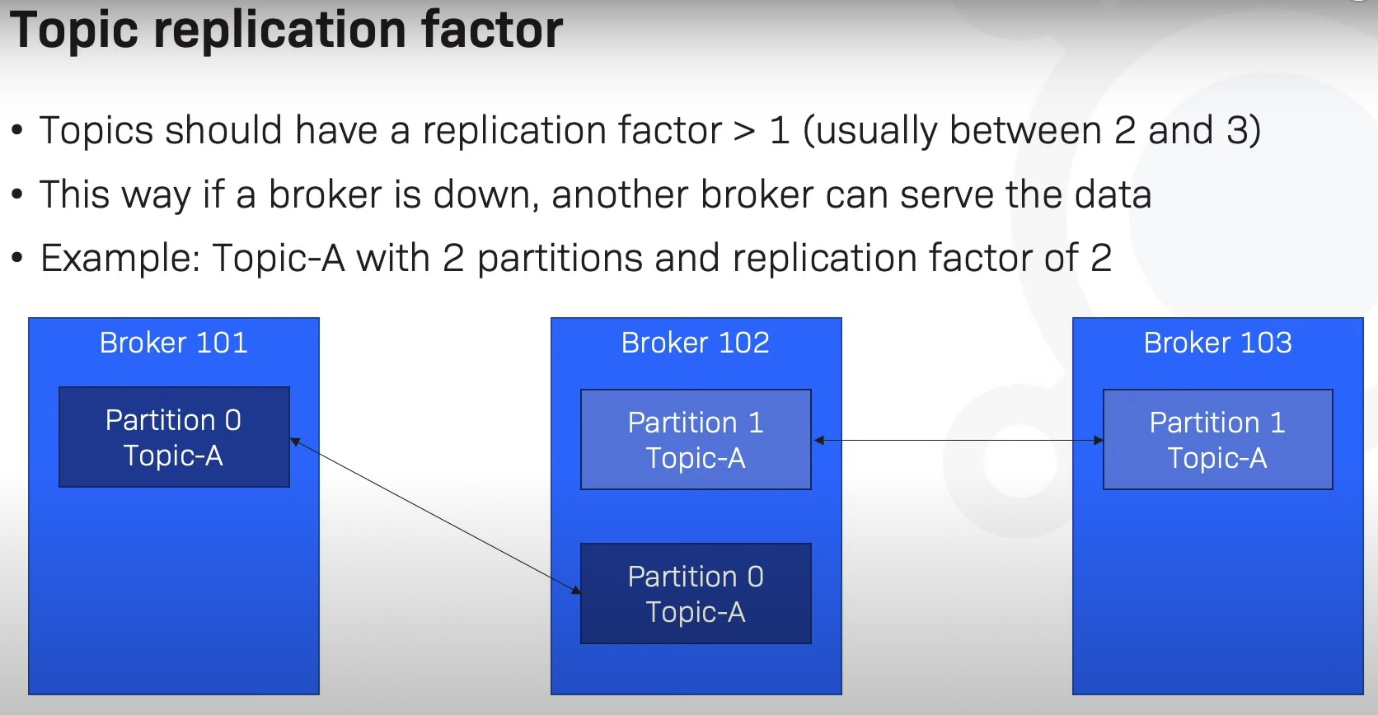 Topic replication factor
• Topics should have a replication factor > 1 (usually between 2 and 3)
• This way if a broker is down, another broker can serve the data
• Example: Topic-A with 2 partitions and replication factor of 2
Broker 101
Partition 0
Topic-A
Broker 102
Partition 1
Topic-A
Partition 0
Topic-A
Broker 103
Partition 1
Topic-A